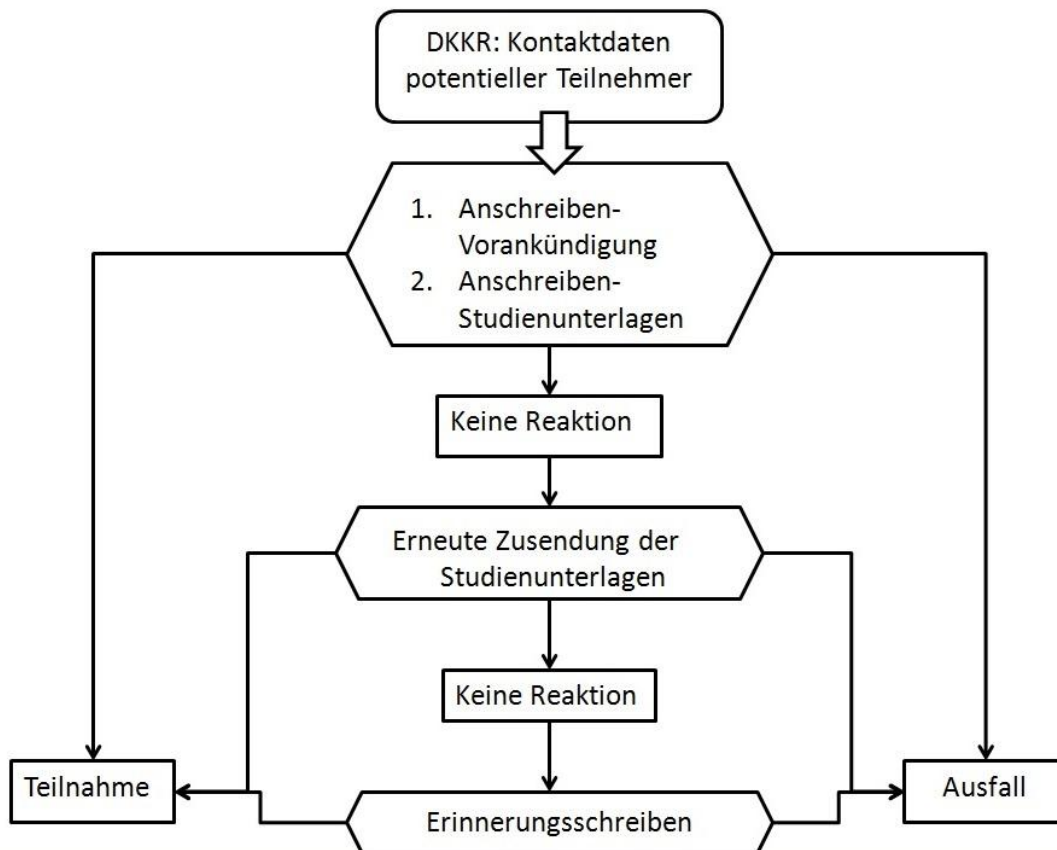 DKKR: Kontaktdaten
potentieller Teilnehmer
1. Anschreiben-
Vorankündigung
2. Anschreiben-
Studienunterlagen
Keine Reaktion
Erneute Zusendung der
Studienunterlagen
Keine Reaktion
Teilnahme
Ausfall
Erinnerungsschreiben